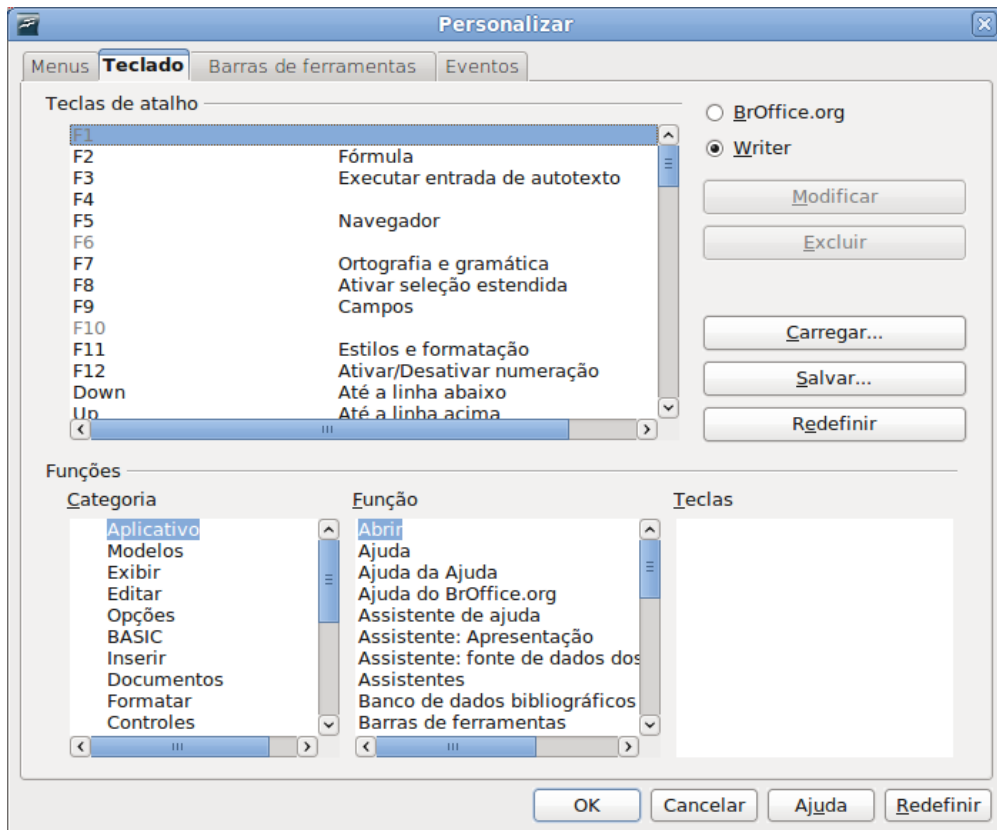 Personalizar
Menus Teclado Barras de ferramentas Eventos
Teclas de atalho
F1
F2 Fórmula
F3 Executar entrada de autotexto
F4
F5 Navegador
F6
F7 Ortografia e gramática
F8 Ativar seleção estendida
F9 Campos
F10
F11 Estilos e formatação
F12 Ativar/Desativar numeração
Down Até a linha abaixo
Up Até a linha acima
BrOffice.org
Writer
Modificar
Excluir
Carregar...
Salvar...
Redefinir
Funções
Categoria
Aplicativo
Modelos
Exibir
Editar
Opções
BASIC
Inserir
Documentos
Formatar
Controles
Função
Abrir
Ajuda
Ajuda da Ajuda
Ajuda do BrOffice.org
Assistente de ajuda
Assistente: Apresentação
Assistente: fonte de dados dos
Assistentes
Banco de dados bibliográficos
Barras de ferramentas
Teclas
OK Cancelar Ajuda Redefinir